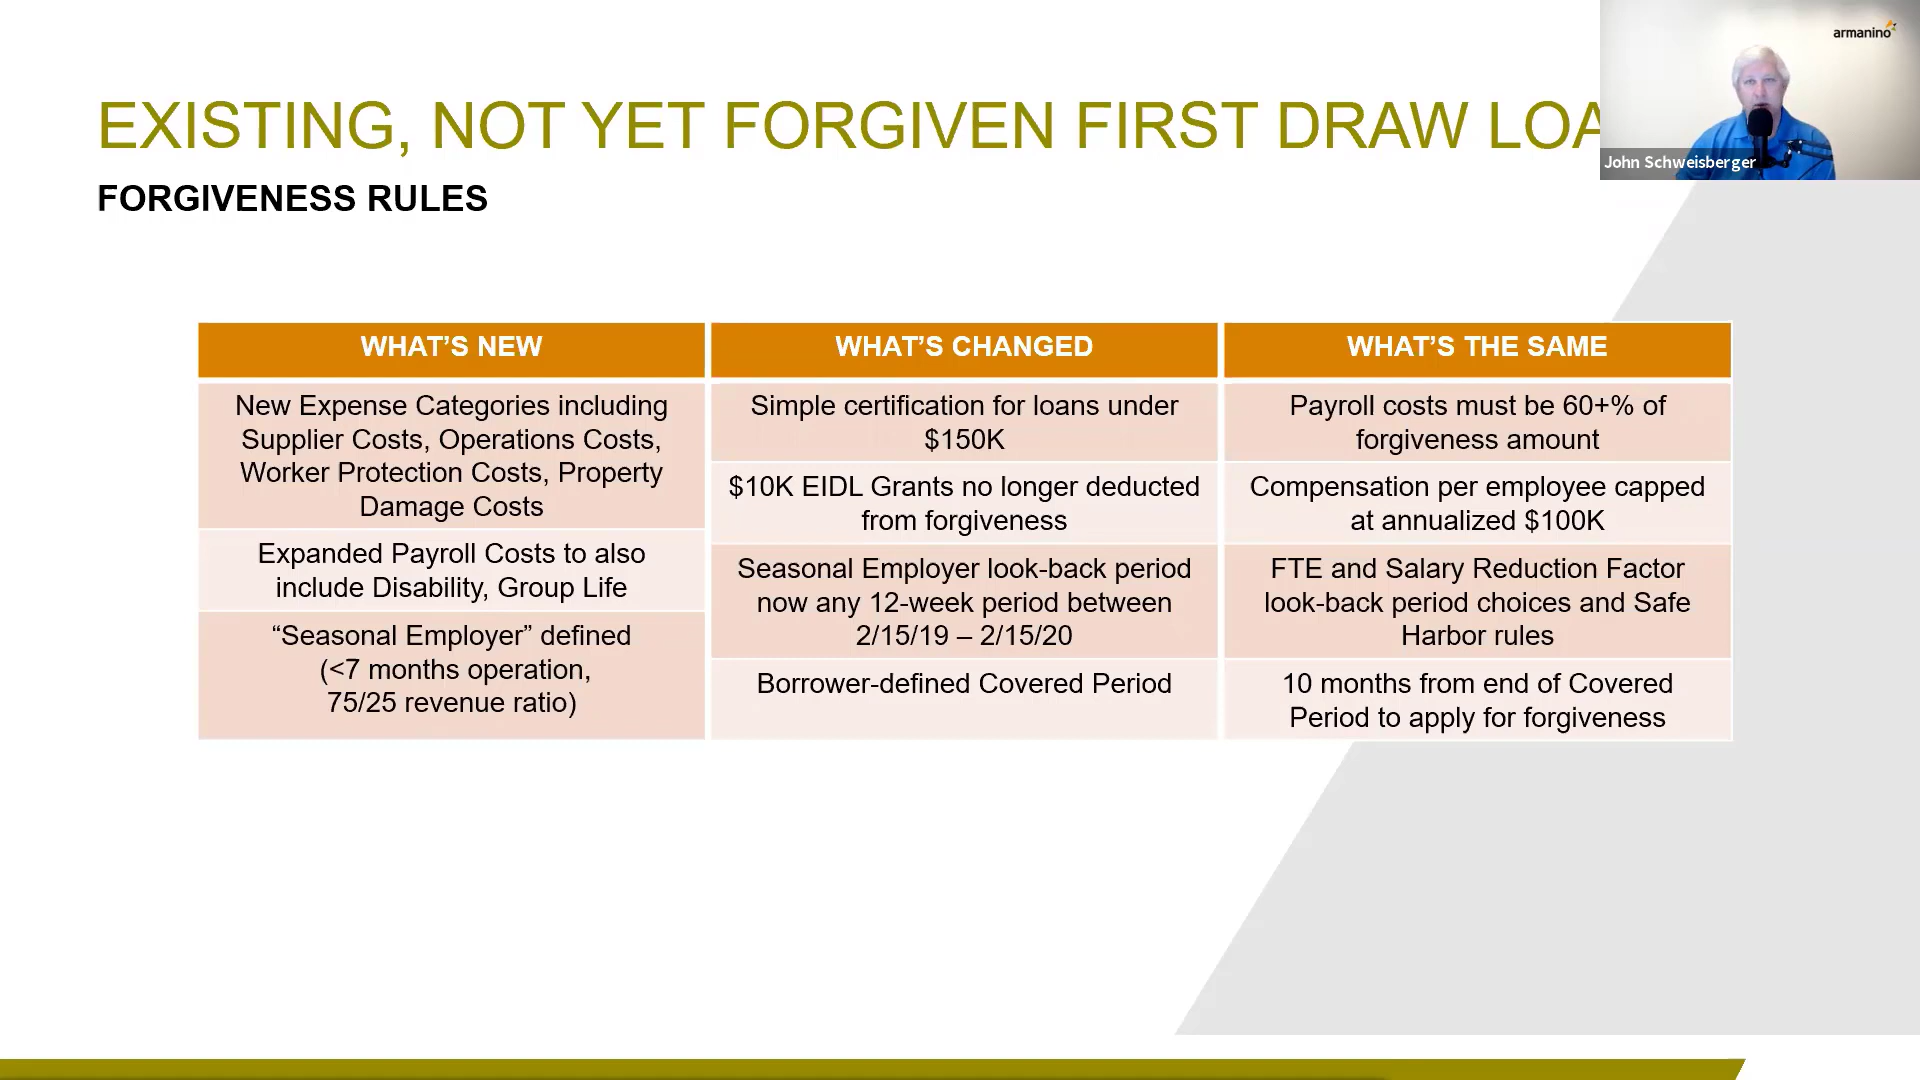 armanino
EXISTING, NOT YET FORGIVEN FIRST DRAW LOA
John Schweisberger
FORGIVENESS RULES
WHAT’S NEW
New Expense Categories including
Supplier Costs, Operations Costs,
Worker Protection Costs, Property
Damage Costs
Expanded Payroll Costs to also
include Disability, Group Life
“Seasonal Employer” defined
(<7 months operation,
75/25 revenue ratio)
WHAT’S CHANGED
Simple certification for loans under
$150K
$10K EIDL Grants no longer deducted
from forgiveness
Seasonal Employer look-back period
now any 12-week period between
2/15/19 – 2/15/20
Borrower-defined Covered Period
WHAT’S THE SAME
Payroll costs must be 60+% of
forgiveness amount
Compensation per employee capped
at annualized $100K
FTE and Salary Reduction Factor
look-back period choices and Safe
Harbor rules
10 months from end of Covered
Period to apply for forgiveness